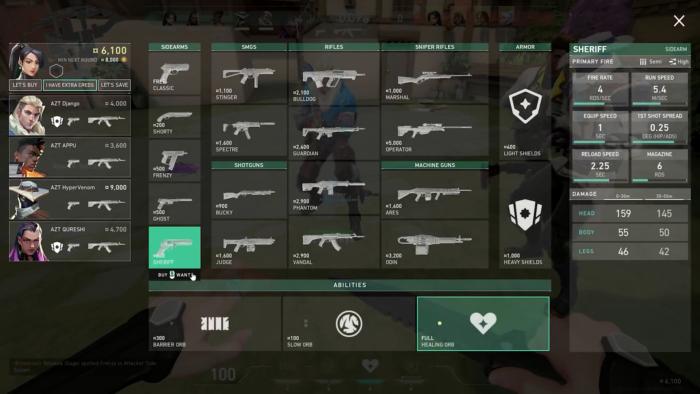 6,100
MIN NEXT ROUND: 8,000
LET'S BUY
I HAVE EXTRA CREDS
LET'S SAVE
AZT Django
4,000
AZT APPU
3,600
AZT HyperVenom
9,000
AZT QURESHI
4,700
SIDEARMS
FREE
CLASSIC
200
SHORTY
500
FRENZY
500
GHOST
SHERIFF
BUY
WANT
SMGS
1,100
STINGER
1,600
SPECTRE
SHOTGUNS
900
BUCKY
1,600
JUDGE
RIFLES
2,100
BULLDOG
2,400
GUARDIAN
2,900
PHANTOM
2,900
VANDAL
SNIPER RIFLES
1,000
MARSHAL
5,000
OPERATOR
MACHINE GUNS
1,600
ARES
3,200
ODIN
ARMOR
400
LIGHT SHIELDS
1,000
HEAVY SHIELDS
ABILITIES
300
BARRIER ORB
100
SLOW ORB
FULL
HEALING ORB
SHERIFF
SIDEARM
PRIMARY FIRE
Semi
High
FIRE RATE
4
RDS/SEC
RUN SPEED
5.4
M/SEC
EQUIP SPEED
1
SEC
1ST SHOT SPREAD
0.25
DEG (HIP/ADS)
RELOAD SPEED
2.25
SEC
MAGAZINE
6
RDS
DAMAGE
0-30m
30-50m
HEAD 159 145
BODY 55 50
LEGS 46 42
100
6,100